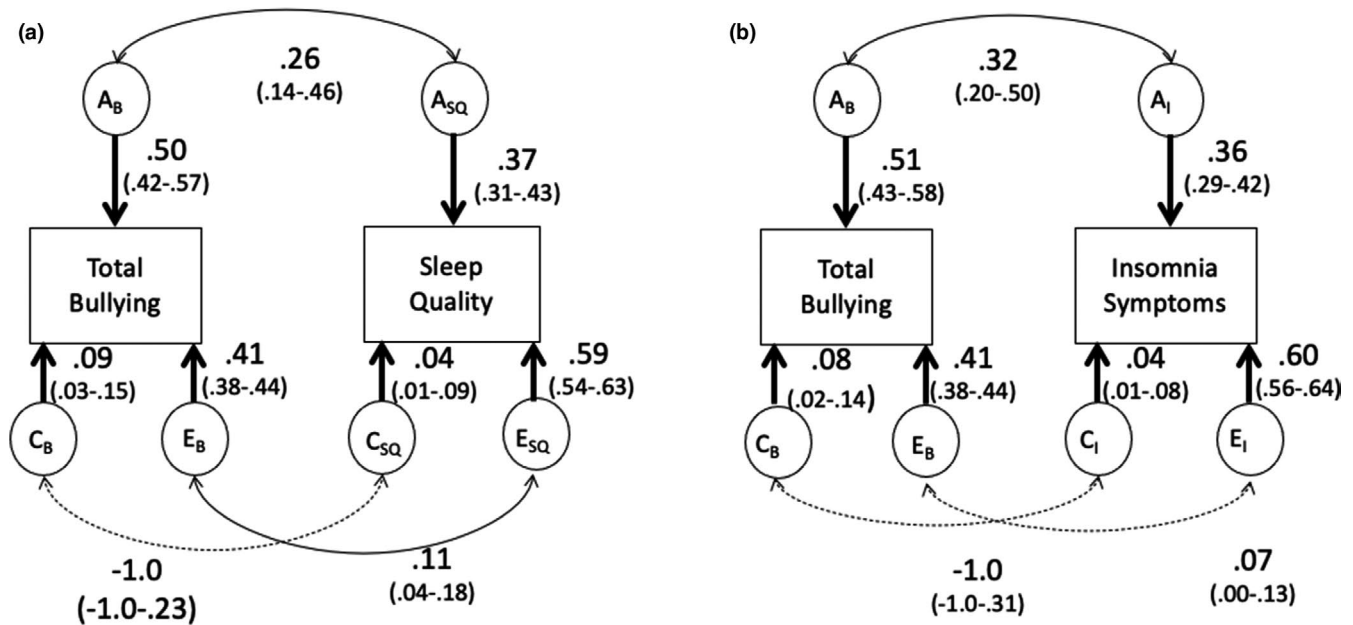 (a)
.26
(.14-.46)
A_B
A_SQ
.50
(.42-.57)
.37
(.31-.43)
Total
Bullying
Sleep
Quality
.09
(.03-.15)
.41
(.38-.44)
.04
(.01-.09)
.59
(.54-.63)
C_B
E_B
C_SQ
E_SQ
-1.0
(-1.0-.23)
.11
(.04-.18)
(b)
.32
(.20-.50)
A_B
A_I
.51
(.43-.58)
.36
(.29-.42)
Total
Bullying
Insomnia
Symptoms
.08
(.02-.14)
.41
(.38-.44)
.04
(.01-.08)
.60
(.56-.64)
C_B
E_B
C_I
E_I
-1.0
(-1.0-.31)
.07
(.00-.13)